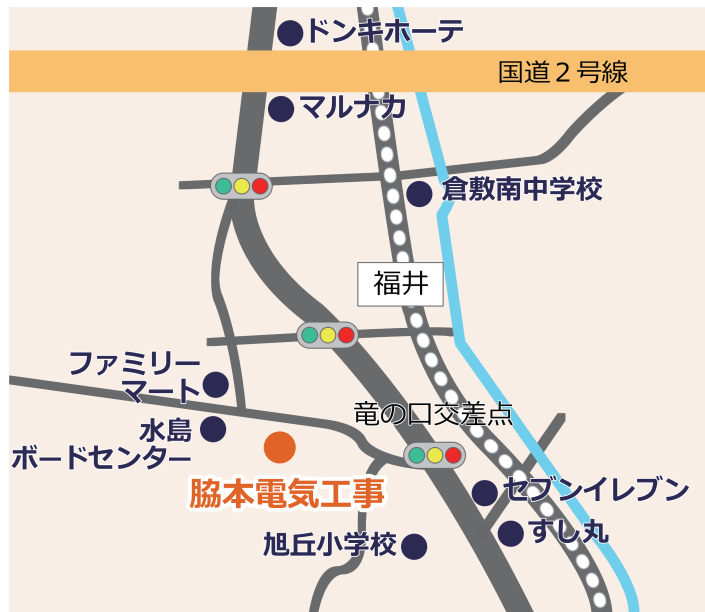 ドンキホーテ
国道２号線
マルナカ
倉敷南中学校
福井
ファミリー
マート
竜の口交差点
水島
ボードセンター
脇本電気工事
セブンイレブン
すし丸
旭丘小学校